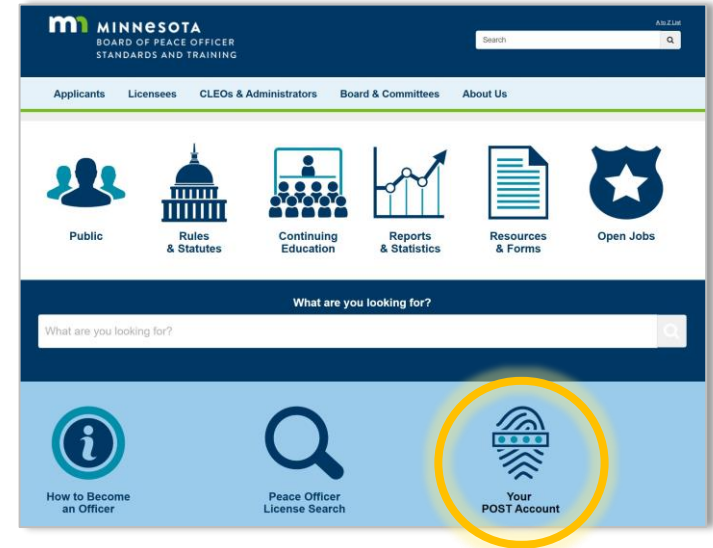 MINNESOTA
BOARD OF PEACE OFFICER
STANDARDS AND TRAINING
A to Z List
Search
Applicants Licensees CLEOs & Administrators Board & Committees About Us
Public
Rules
& Statutes
Continuing
Education
Reports
& Statistics
Resources
& Forms
Open Jobs
What are you looking for?
What are you looking for?
How to Become
an Officer
Peace Officer
License Search
Your
POST Account